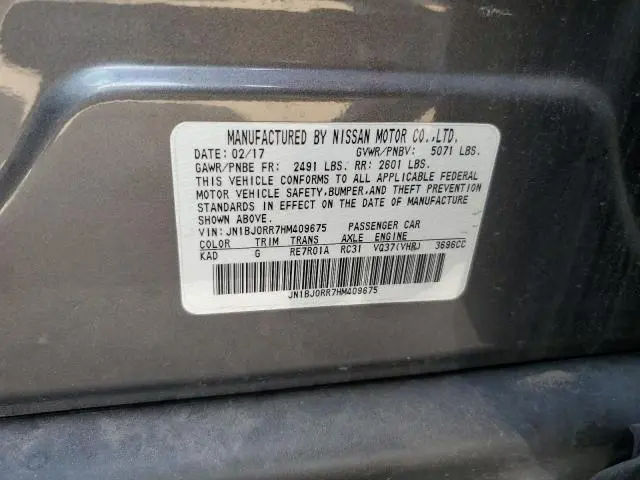 MANUFACTURED BY NISSAN MOTOR CO.,LTD.
DATE: 02/17 GVWR/PNBV: 5071 LBS.
GAWR/PNBE FR: 2491 LBS. RR: 2601 LBS.
THIS VEHICLE CONFORMS TO ALL APPLICABLE FEDERAL
MOTOR VEHICLE SAFETY,BUMPER,AND THEFT PREVENTION
STANDARDS IN EFFECT ON THE DATE OF MANUFACTURE
SHOWN ABOVE.
VIN: JN1BJ0RR7HM409675 PASSENGER CAR
COLOR TRIM TRANS AXLE ENGINE
KAD G RE7R01A RC31 VQ37(VHR) 3696CC
JN1BJ0RR7HM409675